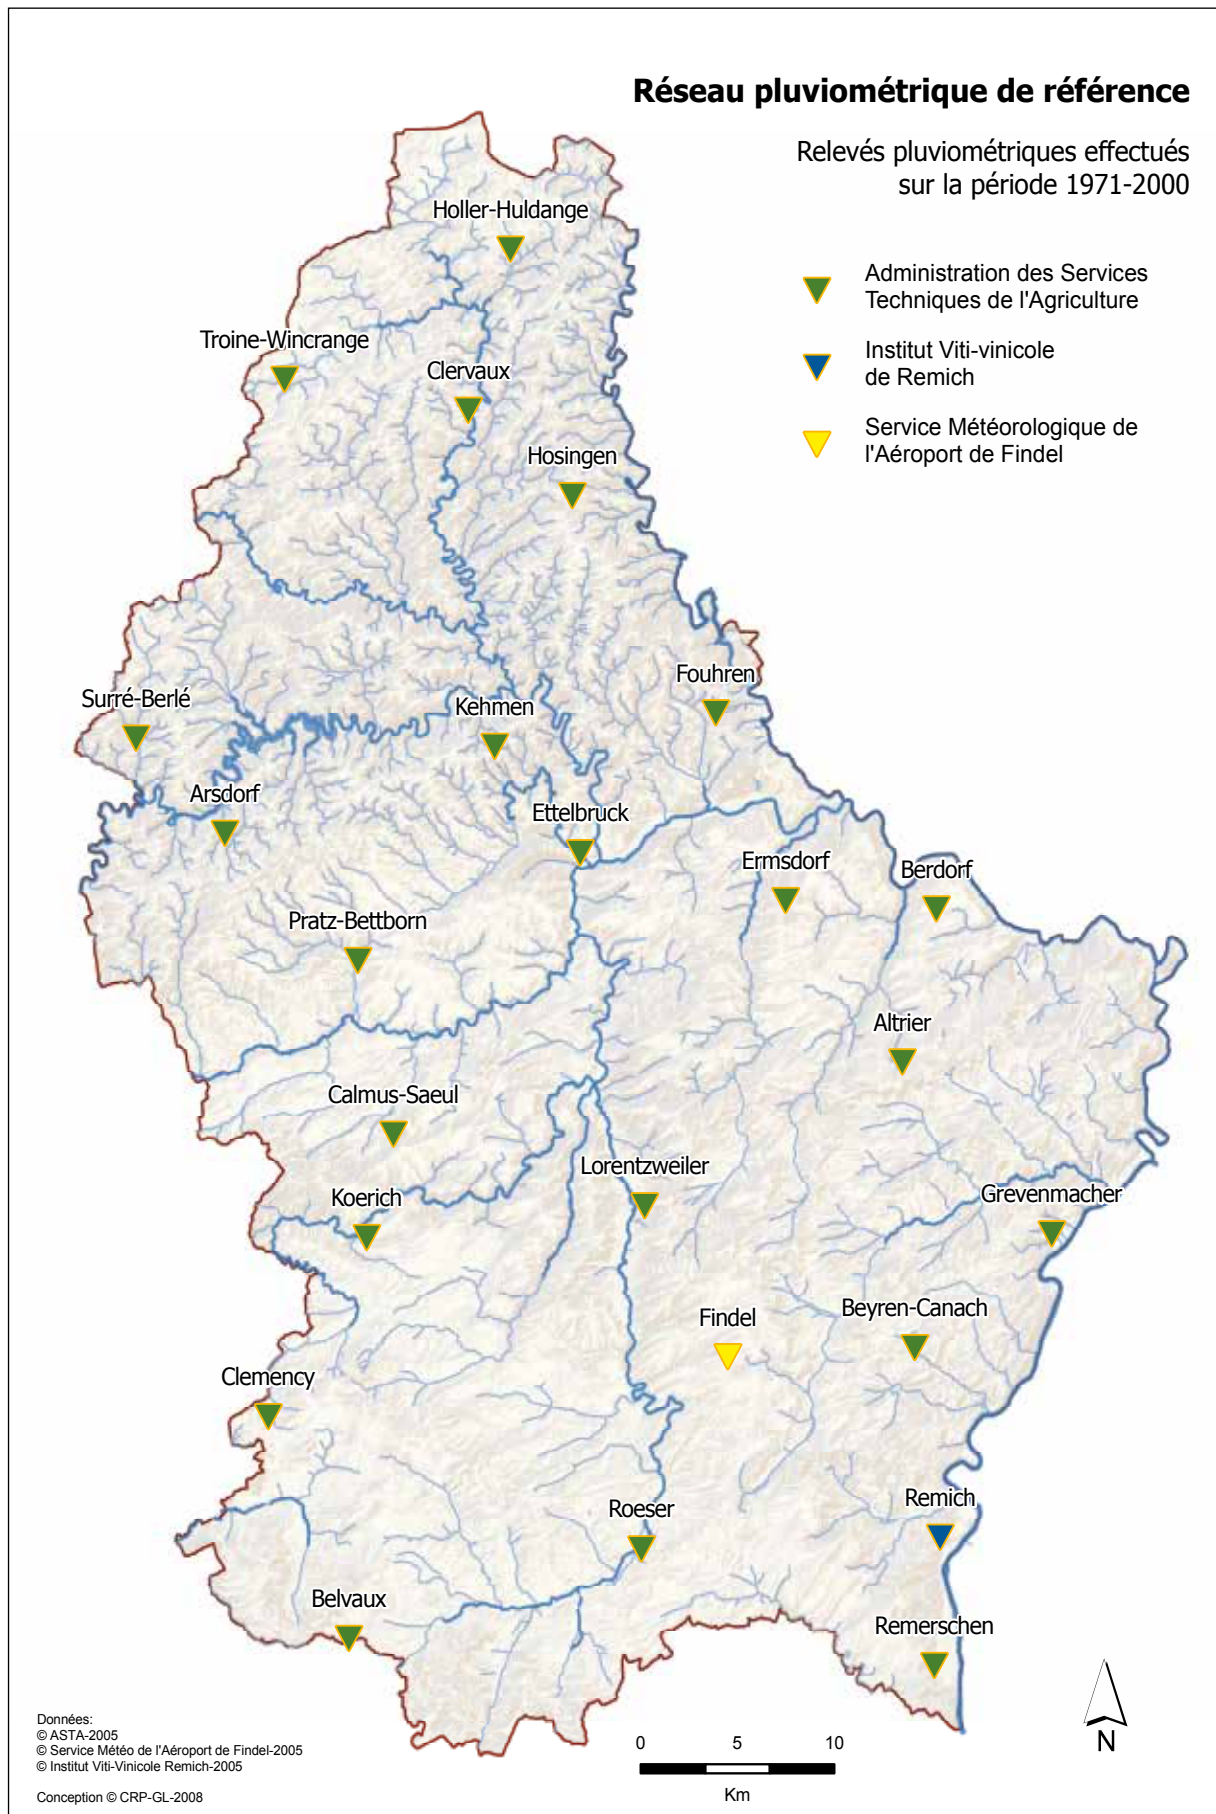 Réseau pluviométrique de référence
Relevés pluviométriques effectués
sur la période 1971-2000
Administration des Services
Techniques de l'Agriculture
Institut Viti-vinicole
de Remich
Service Météorologique de
l'Aéroport de Findel
Holler-Huldange
Troine-Wincrange
Clervaux
Hosingen
Fouhren
Surré-Berlé
Kehmen
Arsdorf
Ettelbruck
Ermsdorf
Berdorf
Pratz-Bettborn
Altrier
Calmus-Saeul
Lorentzweiler
Koerich
Grevenmacher
Beyren-Canach
Findel
Clemency
Remich
Roeser
Belvaux
Remerschen
Données:
© ASTA-2005
© Service Météo de l'Aéroport de Findel-2005
© Institut Viti-Vinicole Remich-2005
Conception © CRP-GL-2008
0 5 10
Km
N